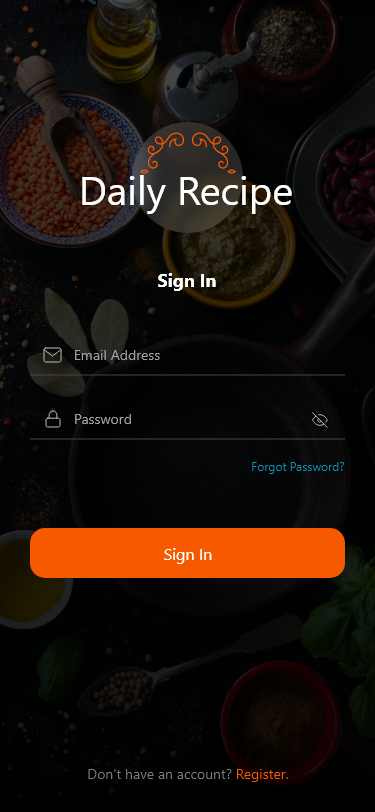 Daily Recipe
Sign In
Email Address
Password
Forgot Password?
Sign In
Don't have an account? Register.